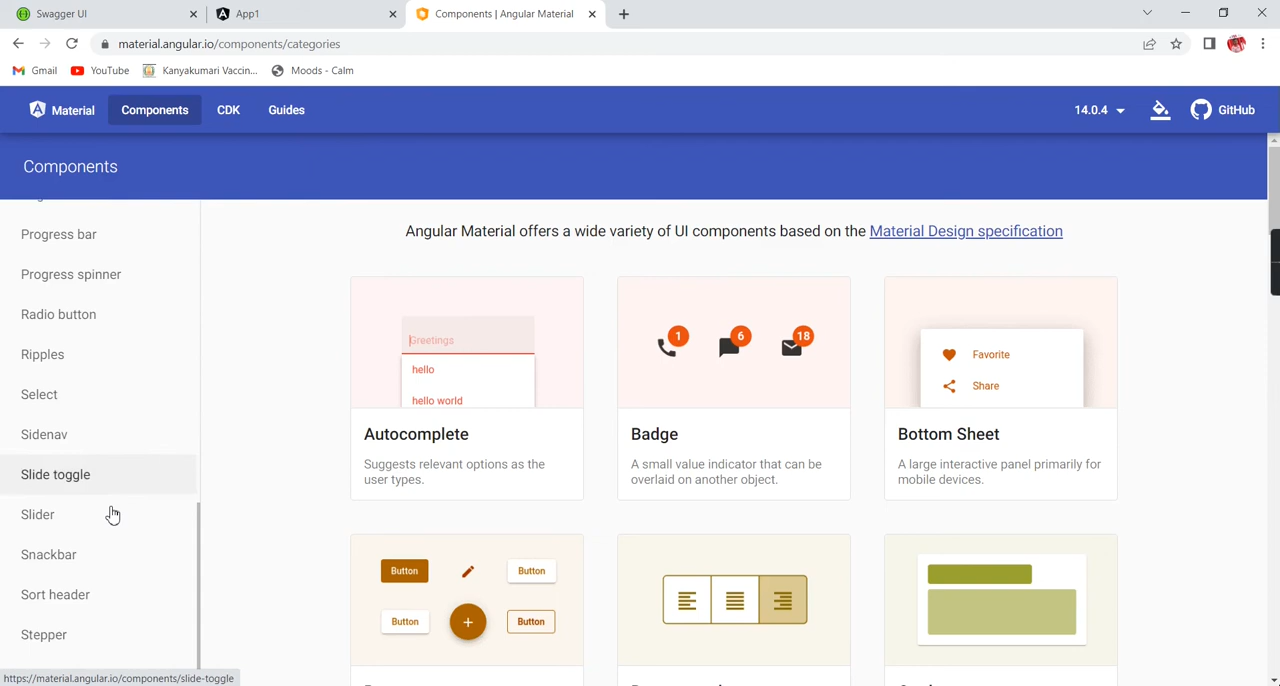 Swagger UI
App1
Components | Angular Material
material.angular.io/components/categories
Gmail
YouTube
Kanyakumari Vaccin...
Moods - Calm
Material
Components
CDK
Guides
14.0.4
GitHub
Components
Progress bar
Progress spinner
Radio button
Ripples
Select
Sidenav
Slide toggle
Slider
Snackbar
Sort header
Stepper
https://material.angular.io/components/slide-toggle
Angular Material offers a wide variety of UI components based on the Material Design specification
Greetings
hello
hello world
Autocomplete
Suggests relevant options as the
user types.
1
6
18
Badge
A small value indicator that can be
overlaid on another object.
Favorite
Share
Bottom Sheet
A large interactive panel primarily for
mobile devices.
Button
Button
Button
Button